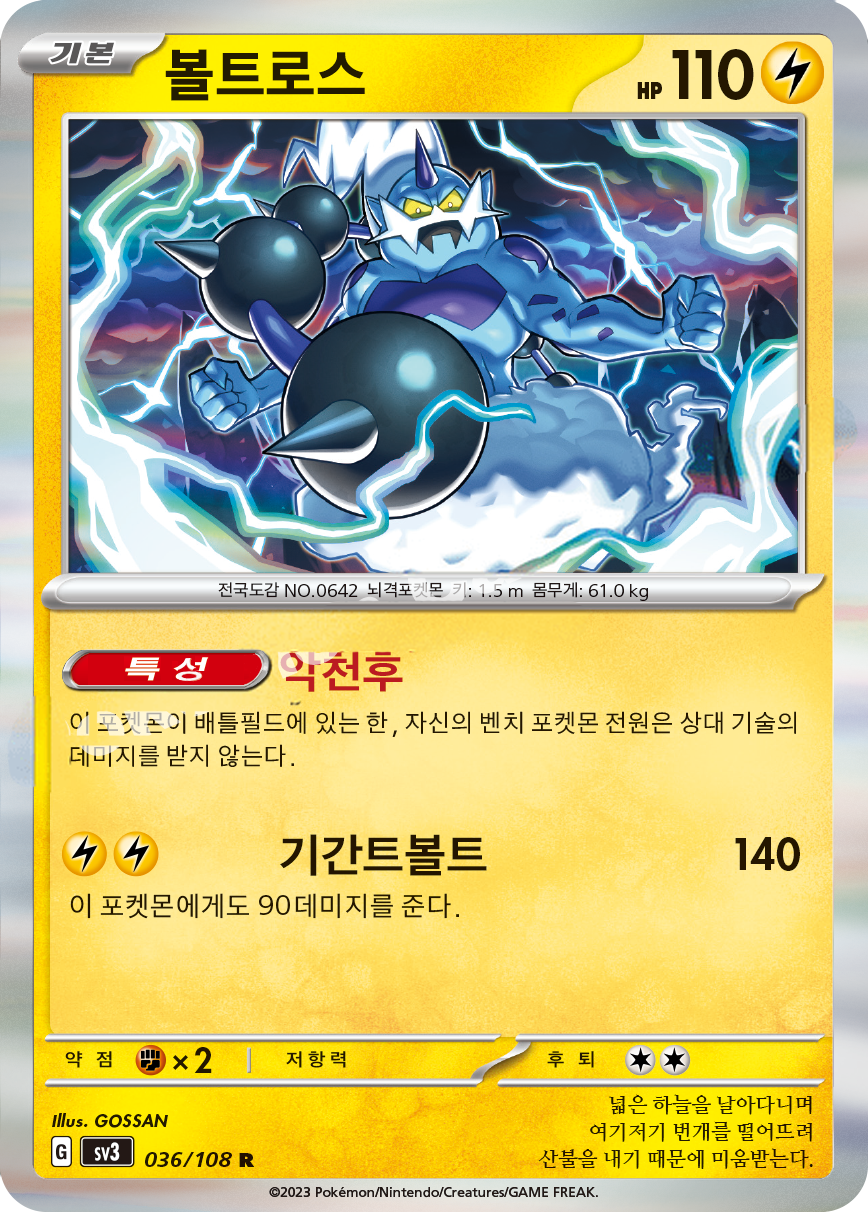 기본
볼트로스
HP 110
전국도감 NO.0642 뇌격포켓몬 키: 1.5 m 몸무게: 61.0 kg
특성 악천후
이 포켓몬이 배틀필드에 있는 한, 자신의 벤치 포켓몬 전원은 상대 기술의
데미지를 받지 않는다.
기간트볼트 140
이 포켓몬에게도 90데미지를 준다.
약점 ×2 저항력 후퇴
넓은 하늘을 날아다니며
여기저기 번개를 떨어뜨려
산불을 내기 때문에 미움받는다.
Illus. GOSSAN
G sv3 036/108 R
©2023 Pokémon/Nintendo/Creatures/GAME FREAK.